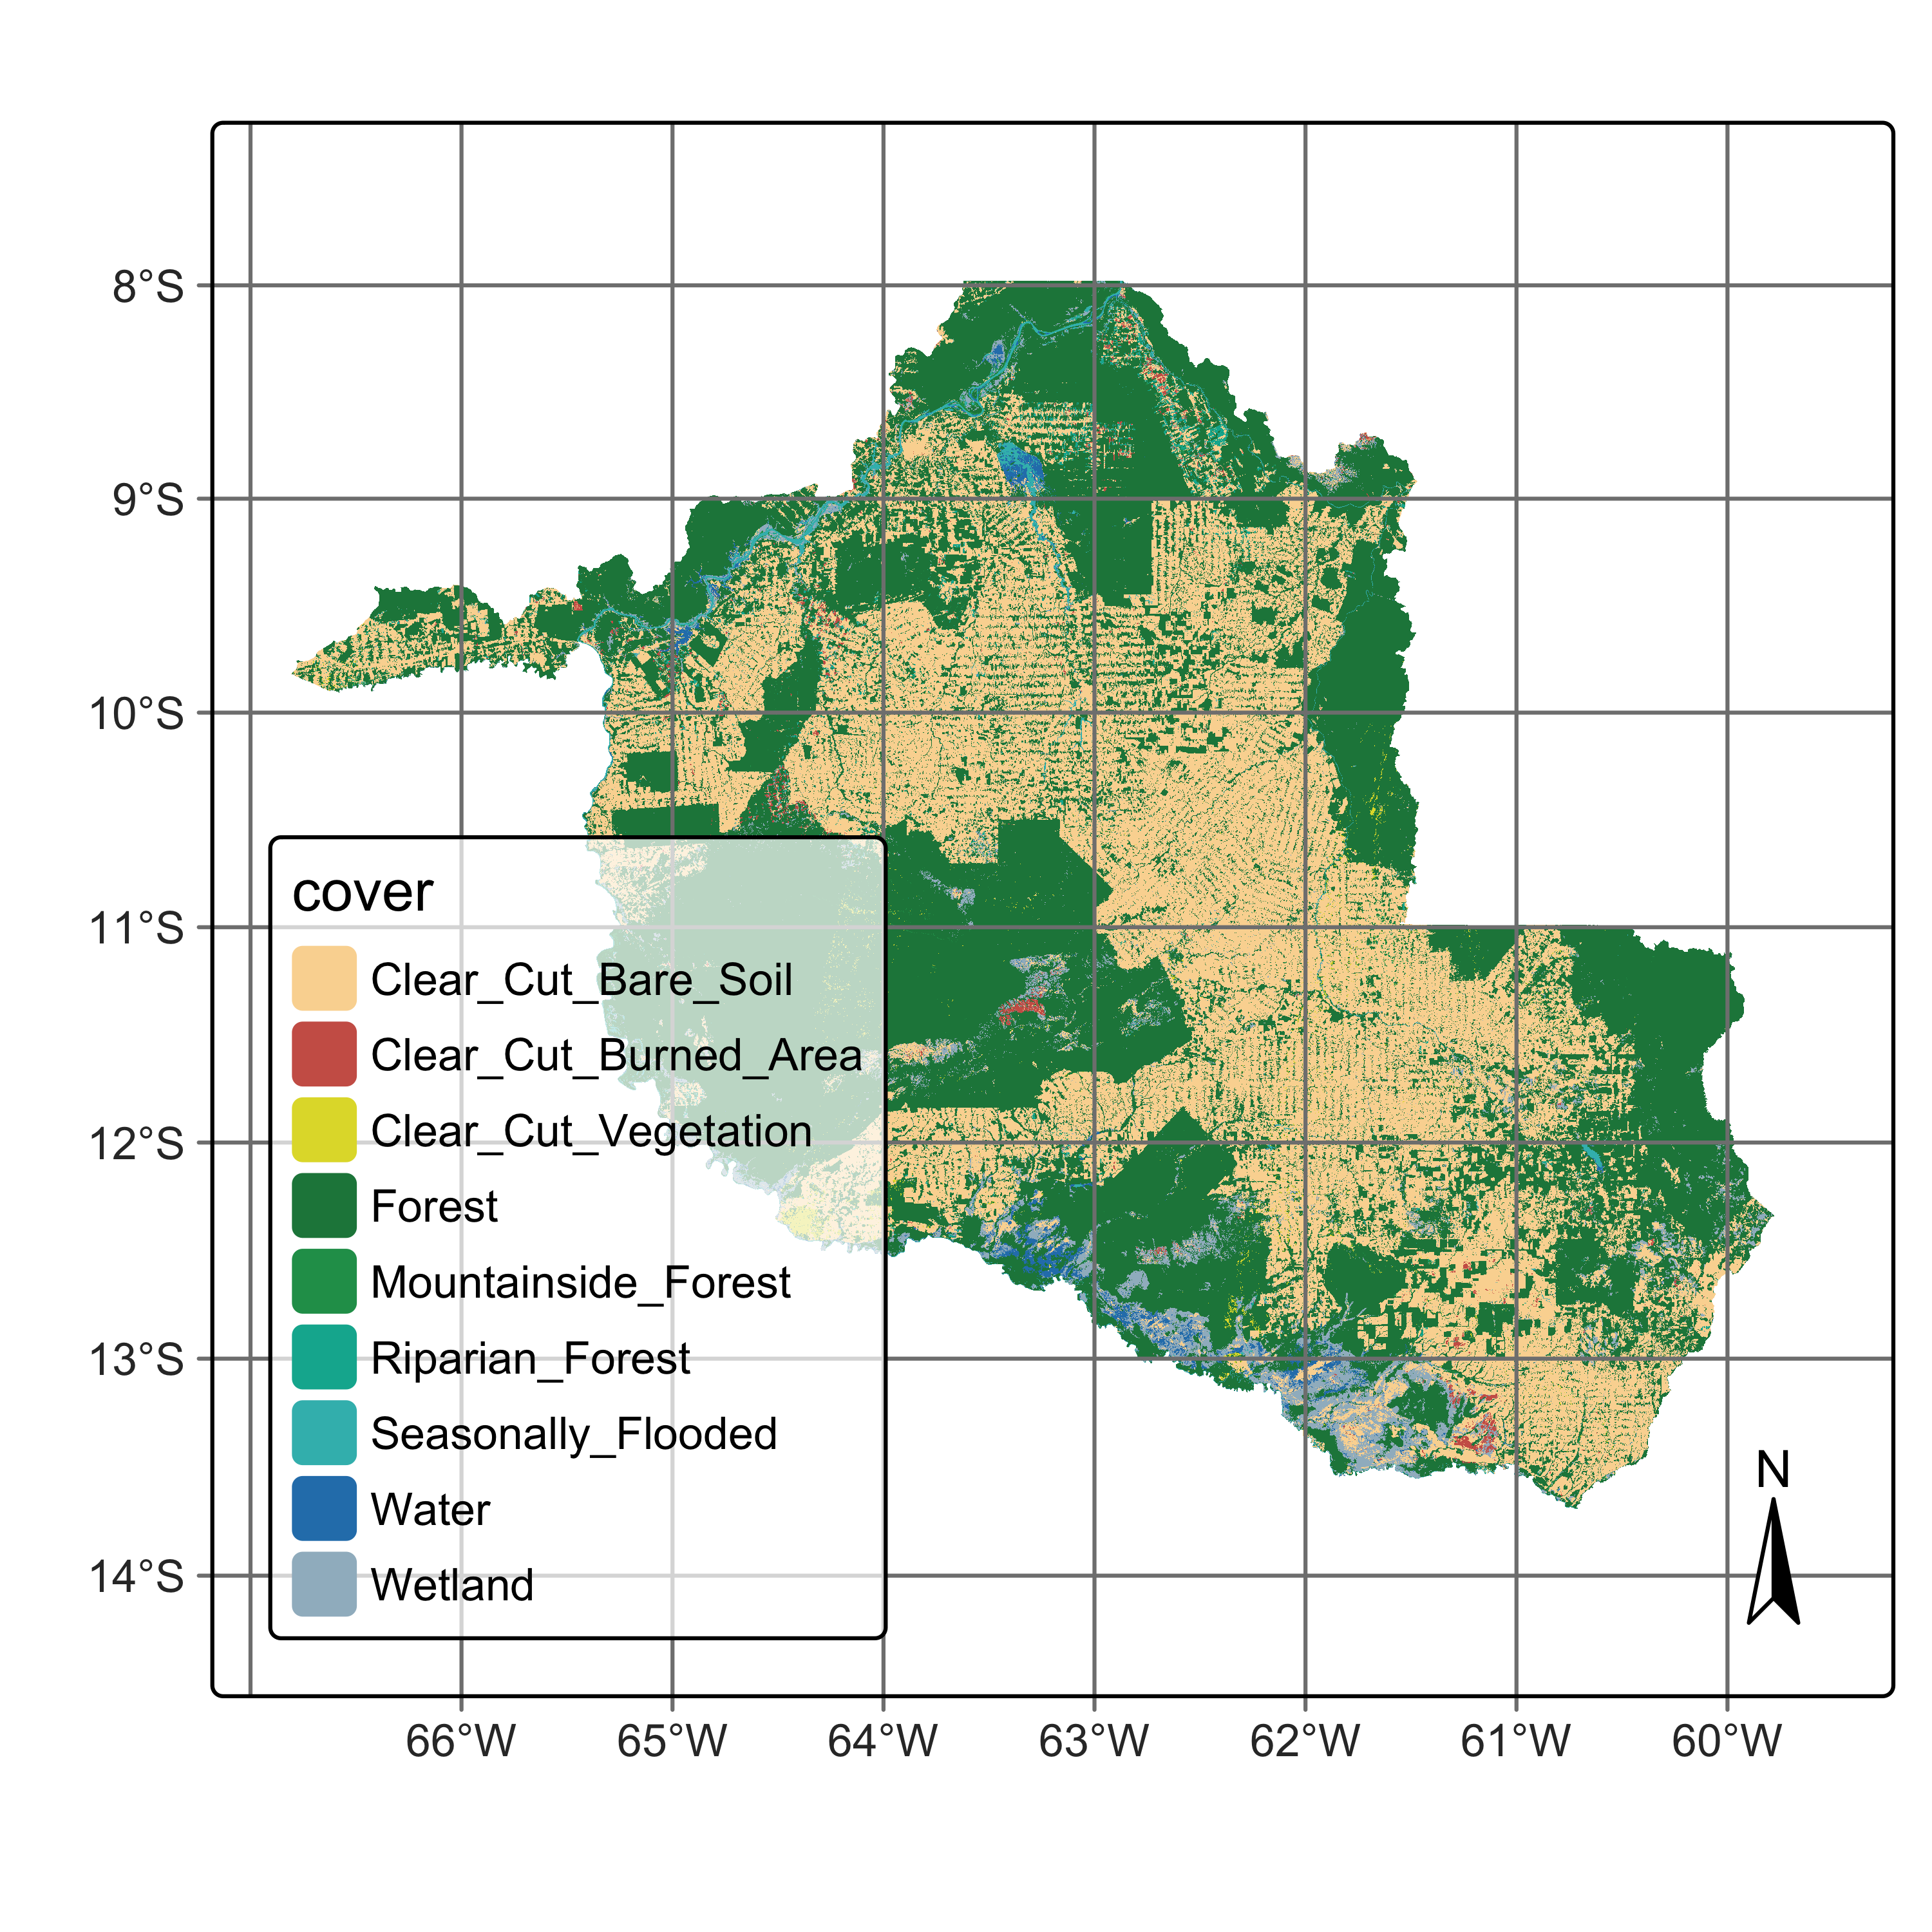 8°S
9°S
10°S
11°S
12°S
13°S
14°S
cover
Clear_Cut_Bare_Soil
Clear_Cut_Burned_Area
Clear_Cut_Vegetation
Forest
Mountainside_Forest
Riparian_Forest
Seasonally_Flooded
Water
Wetland
N
66°W 65°W 64°W 63°W 62°W 61°W 60°W